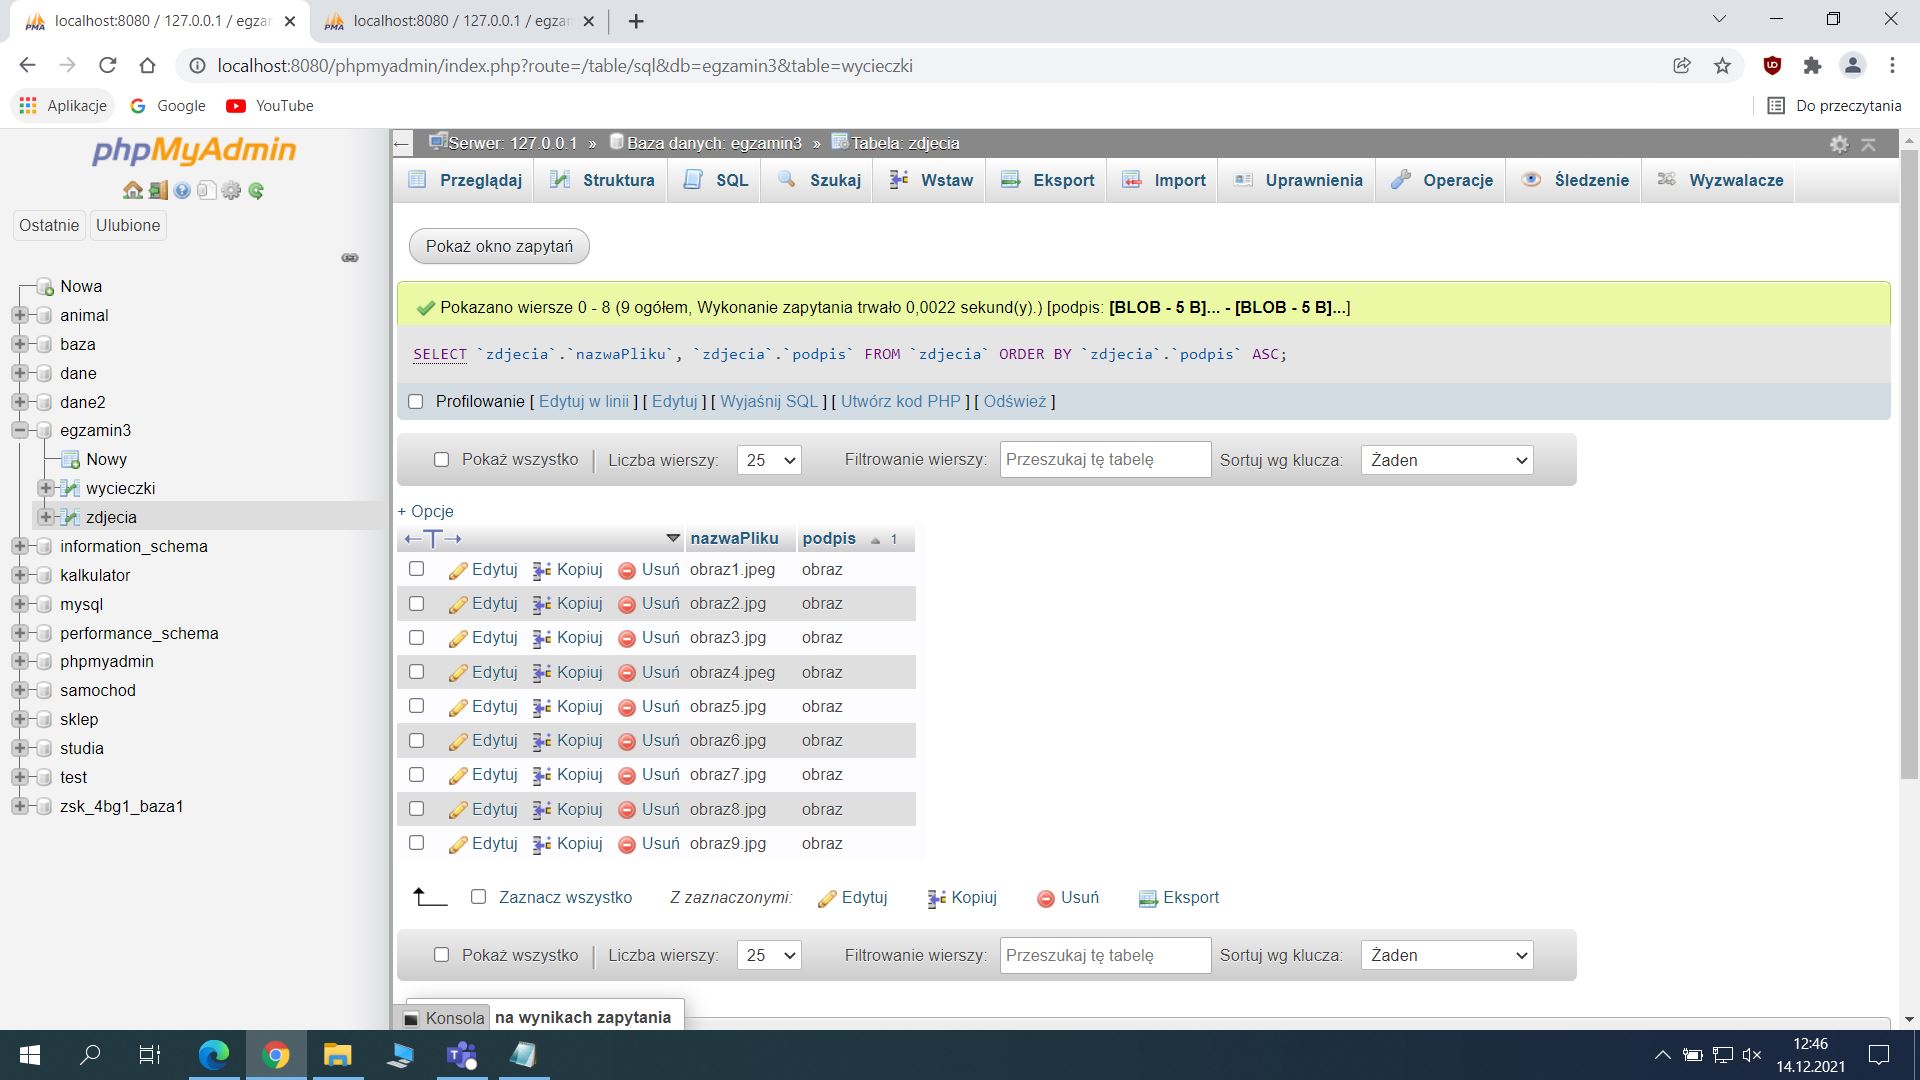 localhost:8080 / 127.0.0.1 / egzan
localhost:8080 / 127.0.0.1 / egzan
localhost:8080/phpmyadmin/index.php?route=/table/sql&db=egzamin3&table=wycieczki
Aplikacje
Google
YouTube
Do przeczytania
phpMyAdmin
Ostatnie
Ulubione
Nowa
animal
baza
dane
dane2
egzamin3
Nowy
wycieczki
zdjecia
information_schema
kalkulator
mysql
performance_schema
phpmyadmin
samochod
sklep
studia
test
zsk_4bg1_baza1
Serwer: 127.0.0.1 » Baza danych: egzamin3 » Tabela: zdjecia
Przeglądaj Struktura SQL Szukaj Wstaw Eksport Import Uprawnienia Operacje Śledzenie Wyzwalacze
Pokaż okno zapytań
Pokazano wiersze 0 - 8 (9 ogółem, Wykonanie zapytania trwało 0,0022 sekund(y).) [podpis: [BLOB - 5 B]... - [BLOB - 5 B]...]
SELECT `zdjecia`.`nazwaPliku`, `zdjecia`.`podpis` FROM `zdjecia` ORDER BY `zdjecia`.`podpis` ASC;
Profilowanie [ Edytuj w linii ] [ Edytuj ] [ Wyjaśnij SQL ] [ Utwórz kod PHP ] [ Odśwież ]
Pokaż wszystko | Liczba wierszy: 25 Filtrowanie wierszy: Przeszukaj tę tabelę Sortuj wg klucza: Żaden
+ Opcje
←T→ nazwaPliku podpis 1
Edytuj Kopiuj Usuń obraz1.jpeg obraz
Edytuj Kopiuj Usuń obraz2.jpg obraz
Edytuj Kopiuj Usuń obraz3.jpg obraz
Edytuj Kopiuj Usuń obraz4.jpeg obraz
Edytuj Kopiuj Usuń obraz5.jpg obraz
Edytuj Kopiuj Usuń obraz6.jpg obraz
Edytuj Kopiuj Usuń obraz7.jpg obraz
Edytuj Kopiuj Usuń obraz8.jpg obraz
Edytuj Kopiuj Usuń obraz9.jpg obraz
Zaznacz wszystko Z zaznaczonymi: Edytuj Kopiuj Usuń Eksport
Pokaż wszystko | Liczba wierszy: 25 Filtrowanie wierszy: Przeszukaj tę tabelę Sortuj wg klucza: Żaden
Konsola na wynikach zapytania
12:46
14.12.2021